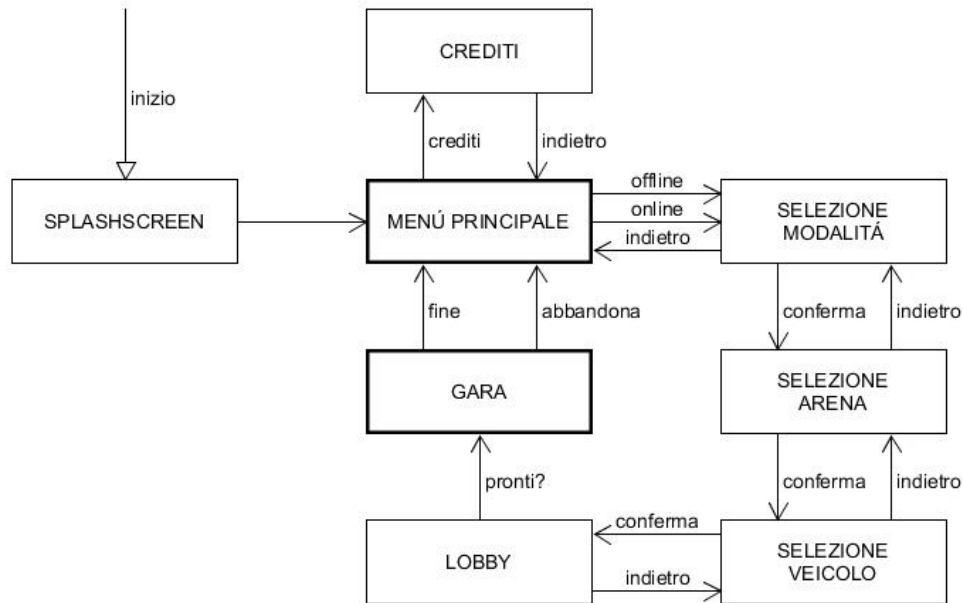 CREDITI
inizio
crediti
indietro
SPLASHSCREEN
MENÚ PRINCIPALE
offline
online
indietro
SELEZIONE
MODALITÁ
fine
abbandona
conferma
indietro
GARA
SELEZIONE
ARENA
pronti?
conferma
indietro
LOBBY
conferma
indietro
SELEZIONE
VEICOLO